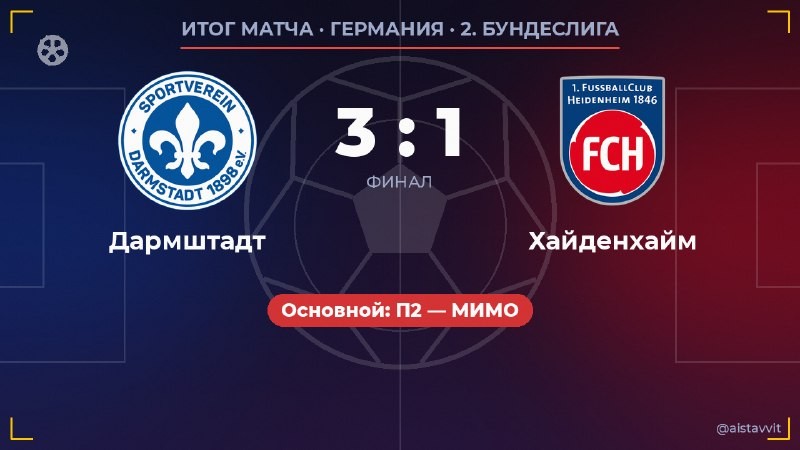 ИТОГ МАТЧА · ГЕРМАНИЯ · 2. БУНДЕСЛИГА
SPORTVEREIN
DARMSTADT 1898 e.V.
3 : 1
ФИНАЛ
1. FUSSBALLCLUB
HEIDENHEIM 1846
FCH
Дармштадт
Хайденхайм
Основной: П2 — МИМО
@aistavvit